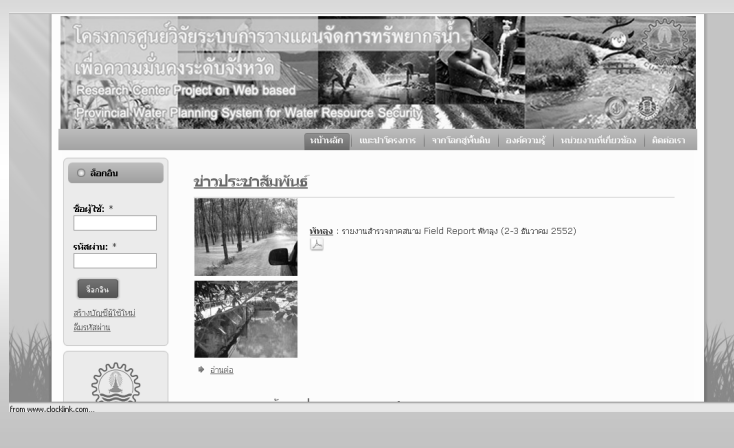 โครงการศูนย์วิจัยระบบการวางแผนจัดการทรัพยากรน้ำ
เพื่อความมั่นคงระดับจังหวัด
Research Center Project on Web based
Provincial Water Planning System for Water Resource Security
หน้าหลัก แนะนำโครงการ จากโลกสู่พื้นดิน องค์ความรู้ หน่วยงานที่เกี่ยวข้อง ติดต่อเรา
ล็อกอิน
ชื่อผู้ใช้: *
รหัสผ่าน: *
ล็อกอิน
สร้างบัญชีผู้ใช้ใหม่
ลืมรหัสผ่าน
ข่าวประชาสัมพันธ์
พัทลุง : รายงานสำรวจภาคสนาม Field Report พัทลุง (2-3 ธันวาคม 2552)
อ่านต่อ
from www.clocklink.com...